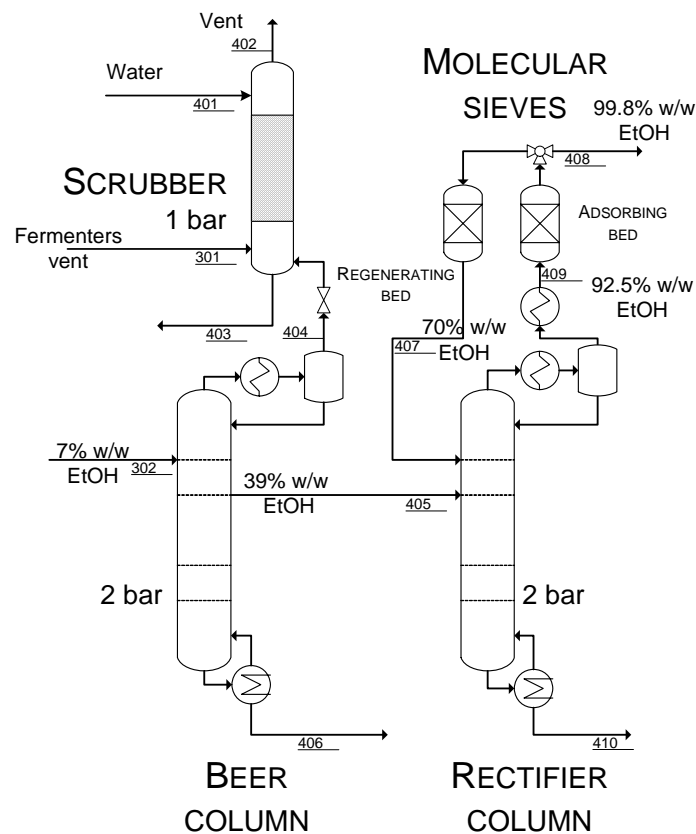 Vent
402
Water
401
MOLECULAR
SIEVES
99.8% w/w
EtOH
408
SCRUBBER
1 bar
ADSORBING
BED
Fermenters
vent
301
REGENERATING
BED
409
92.5% w/w
EtOH
403
404
70% w/w
407
EtOH
7% w/w
EtOH
302
39% w/w
EtOH
405
2 bar
2 bar
406
410
BEER
COLUMN
RECTIFIER
COLUMN